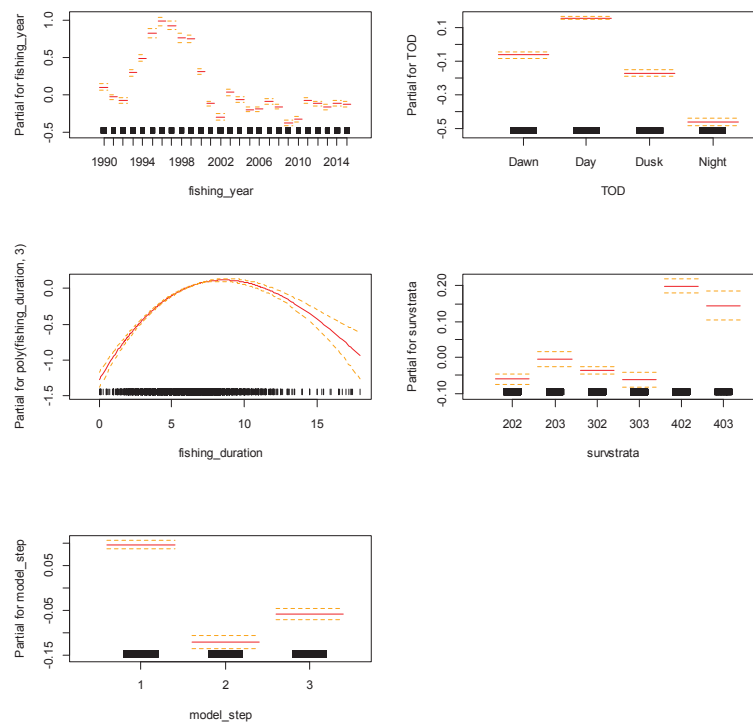 Partial for fishing_year
1.0
0.5
0.0
-0.5
1990 1994 1998 2002 2006 2010 2014
fishing_year
Partial for TOD
0.1
-0.1
-0.3
-0.5
Dawn Day Dusk Night
TOD
Partial for poly(fishing_duration, 3)
0.0
-0.5
-1.0
-1.5
0 5 10 15
fishing_duration
Partial for survstrata
0.20
0.10
0.00
-0.10
202 203 302 303 402 403
survstrata
Partial for model_step
0.05
-0.05
-0.15
1 2 3
model_step